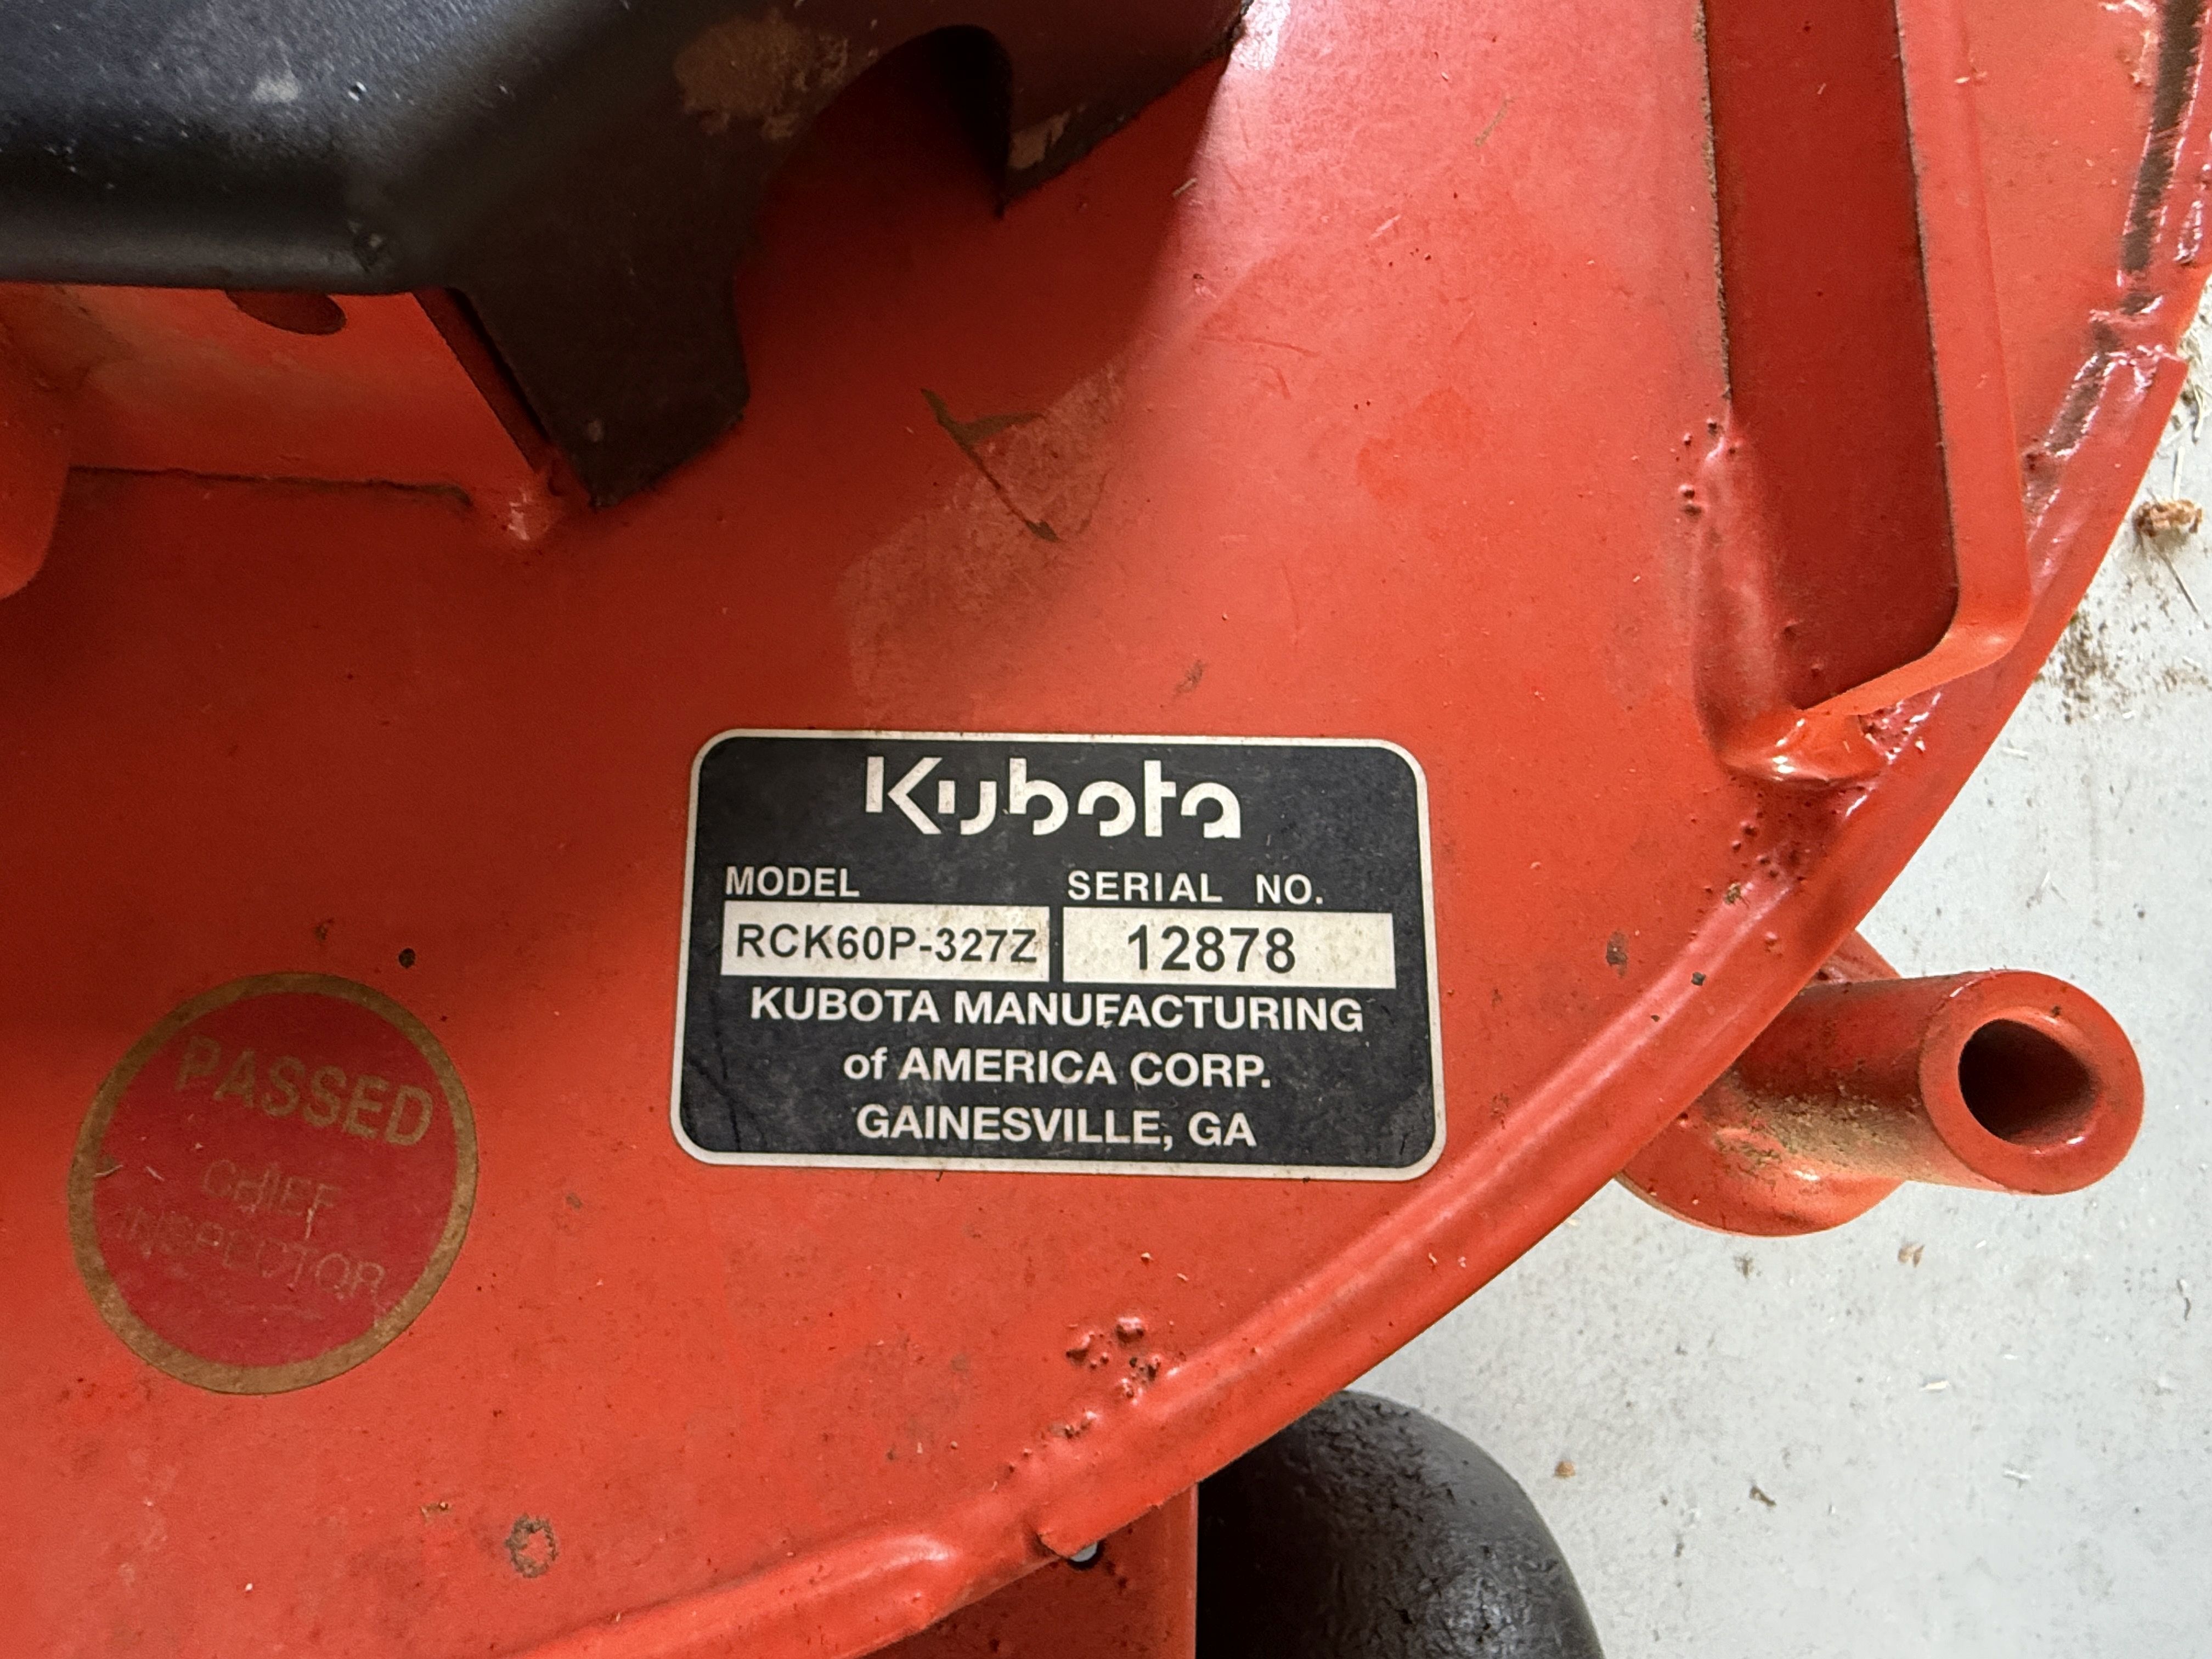 Kubota
MODEL SERIAL NO.
RCK60P-327Z 12878
KUBOTA MANUFACTURING
of AMERICA CORP.
GAINESVILLE, GA
PASSED
CHIEF
INSPECTOR